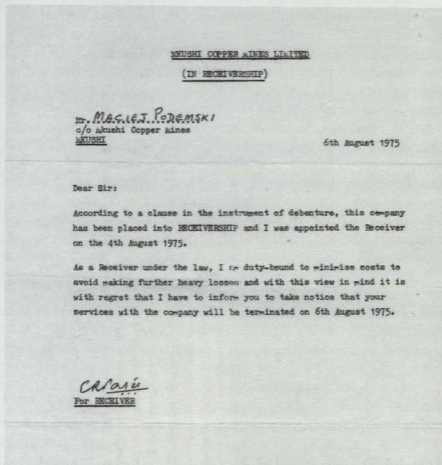 MKUSHI COPPER MINES LIMITED
(IN RECEIVERSHIP)
Mr. MACIEJ PODEMSKI
c/o Mkushi Copper Mines
MKUSHI
6th August 1975
Dear Sir:
According to a clause in the instrument of debenture, this company
has been placed into RECEIVERSHIP and I was appointed the Receiver
on the 4th August 1975.
As a Receiver under the law, I am duty-bound to minimise costs to
avoid making further heavy losses and with this view in mind it is
with regret that I have to inform you to take notice that your
services with the company will be terminated on 6th August 1975.
For RECEIVER